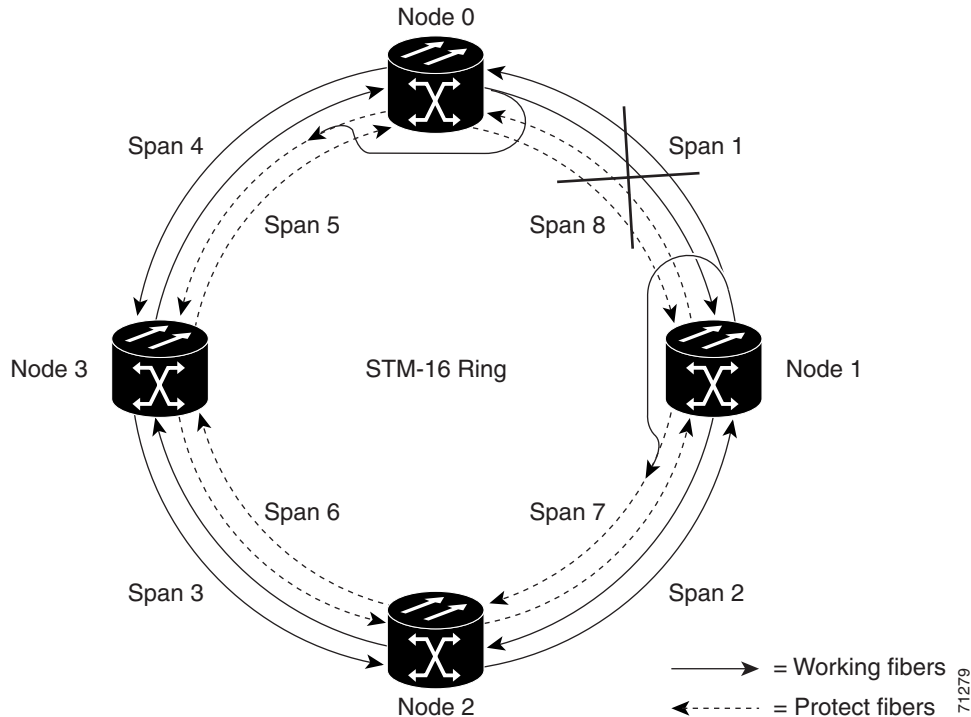 Node 0
Span 4
Span 1
Span 5
Span 8
Node 3
STM-16 Ring
Node 1
Span 6
Span 7
Span 3
Span 2
Node 2
= Working fibers
= Protect fibers
71279